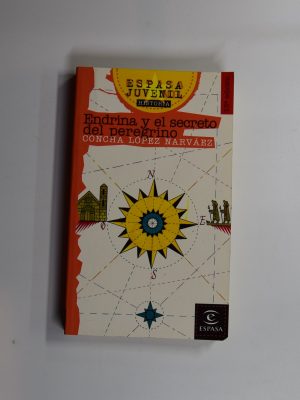 ESPASA
JUVENIL
HISTORIA
Endrina y el secreto
del peregrino
CONCHA LÓPEZ NARVÁEZ
N
O
E
S
e
ESPASA